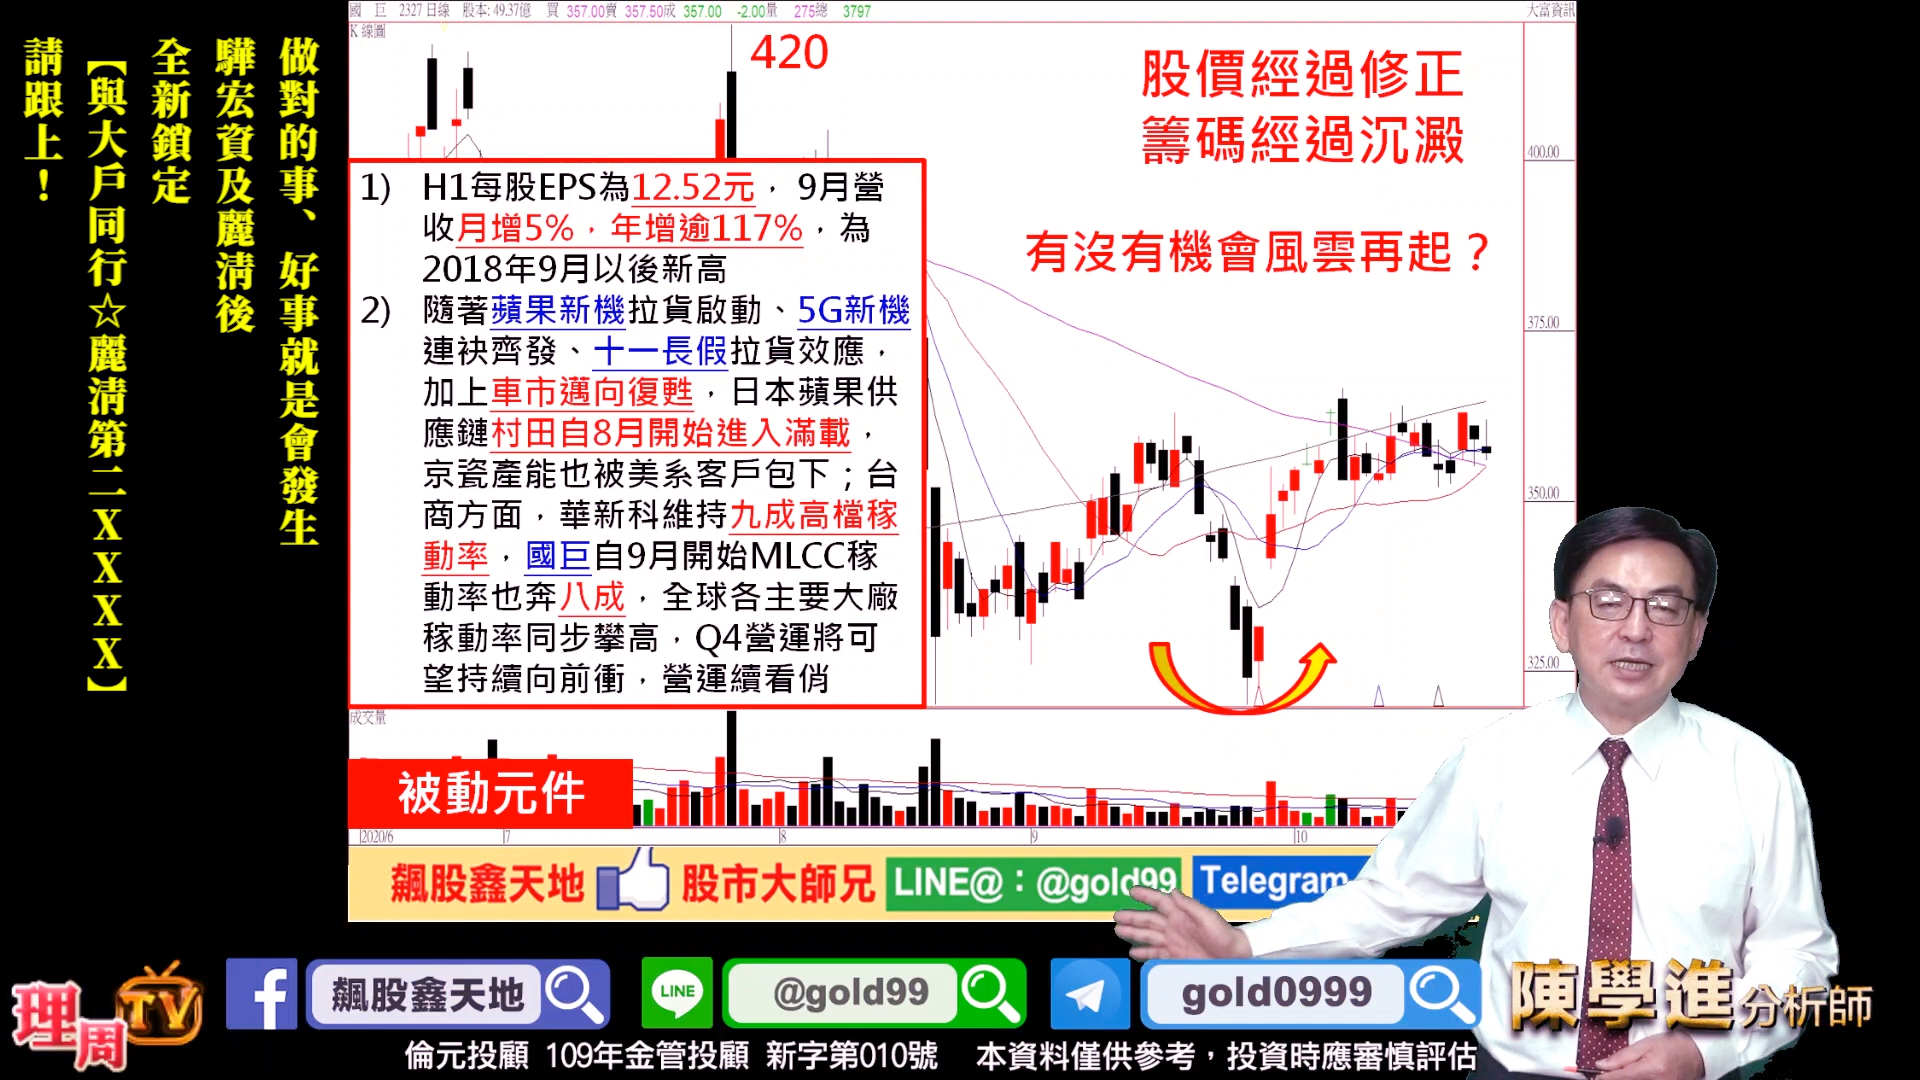 做對的事、好事就是會發生
驊宏資及麗清後
全新鎖定
【與大戶同行☆麗清第二XXXX】
請跟上！
國 巨 2327 日線 股本: 49.37億 買 357.00賣 357.50成 357.00 -2.00量 275總 3797
大富資訊
K 線圖
420
股價經過修正
籌碼經過沉澱
有沒有機會風雲再起？
400.00
375.00
350.00
325.00
1) H1每股EPS為12.52元， 9月營
收月增5%，年增逾117%，為
2018年9月以後新高
2) 隨著蘋果新機拉貨啟動、5G新機
連袂齊發、十一長假拉貨效應，
加上車市邁向復甦，日本蘋果供
應鏈村田自8月開始進入滿載，
京瓷產能也被美系客戶包下；台
商方面，華新科維持九成高檔稼
動率，國巨自9月開始MLCC稼
動率也奔八成，全球各主要大廠
稼動率同步攀高，Q4營運將可
望持續向前衝，營運續看俏
成交量
被動元件
2020/6
7
8
9
10
飆股鑫天地 股市大師兄 LINE@：@gold99 Telegram
理周TV
飆股鑫天地
LINE
@gold99
gold0999
陳學進分析師
倫元投顧 109年金管投顧 新字第010號 本資料僅供參考，投資時應審慎評估